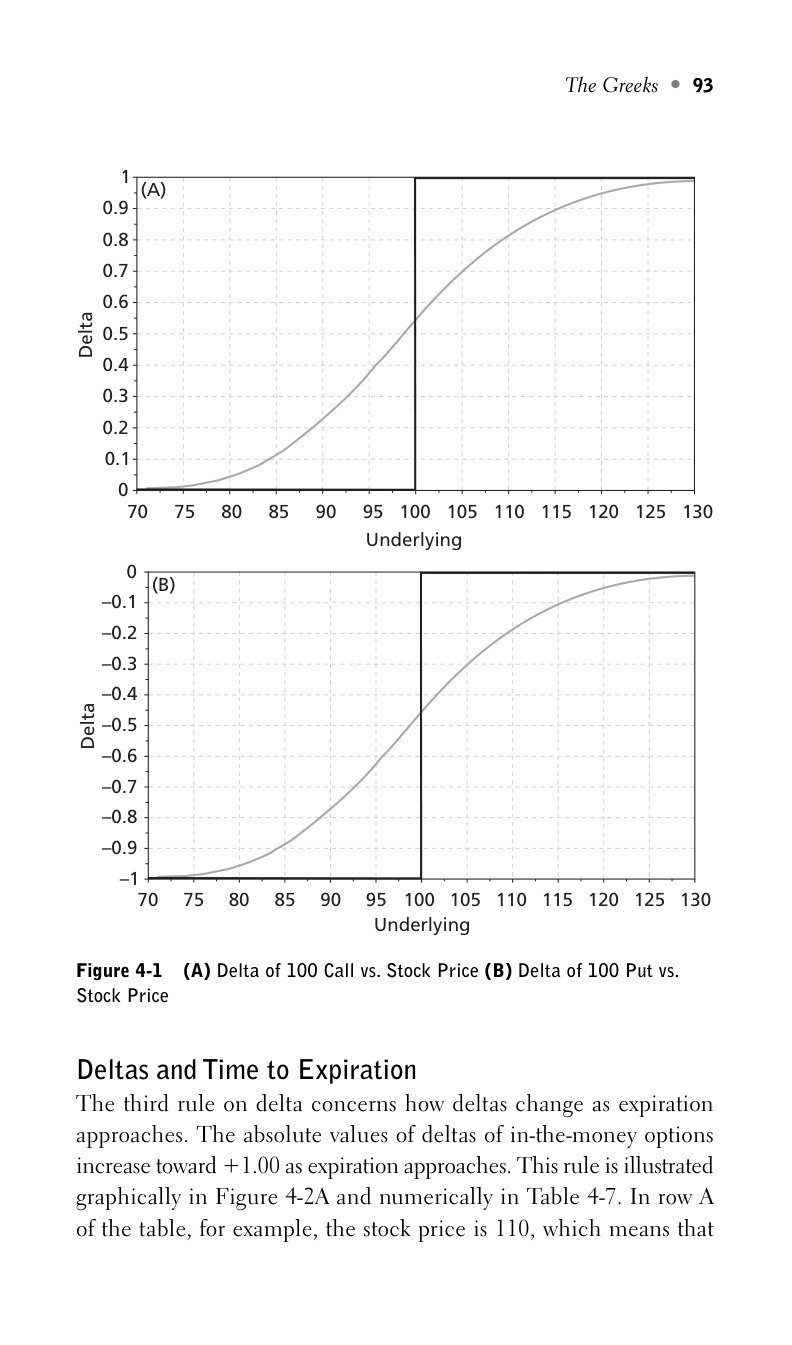 The Greeks • 93
1
(A)
0.9
0.8
0.7
0.6
0.5
0.4
0.3
0.2
0.1
0
Delta
70 75 80 85 90 95 100 105 110 115 120 125 130
Underlying
0
(B)
–0.1
–0.2
–0.3
–0.4
–0.5
–0.6
–0.7
–0.8
–0.9
–1
Delta
70 75 80 85 90 95 100 105 110 115 120 125 130
Underlying
Figure 4-1 (A) Delta of 100 Call vs. Stock Price (B) Delta of 100 Put vs.
Stock Price
Deltas and Time to Expiration
The third rule on delta concerns how deltas change as expiration
approaches. The absolute values of deltas of in-the-money options
increase toward +1.00 as expiration approaches. This rule is illustrated
graphically in Figure 4-2A and numerically in Table 4-7. In row A
of the table, for example, the stock price is 110, which means that